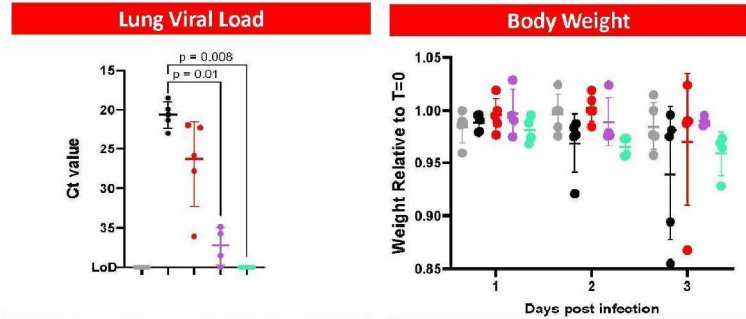 Lung Viral Load
p = 0.008
p = 0.01
15
20
25
30
35
LoD
Ct value
Body Weight
1.05
1.00
0.95
0.90
0.85
Weight Relative to T=0
1
2
3
Days post infection